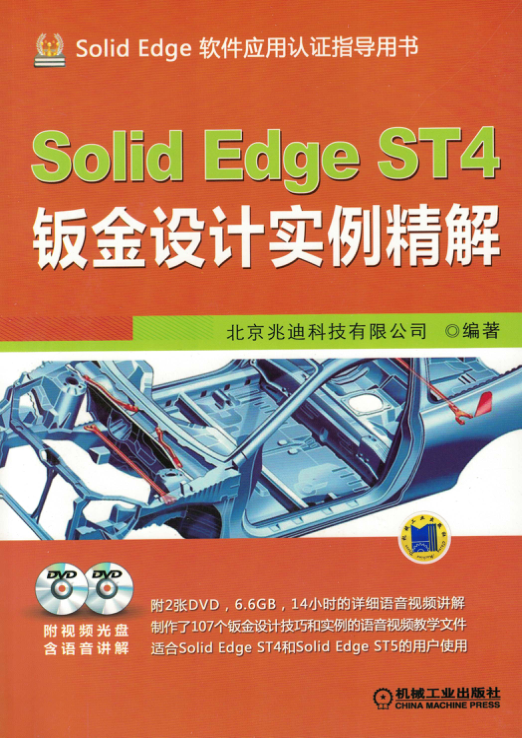 Solid Edge 软件应用认证指导用书
Solid Edge ST4
钣金设计实例精解
北京兆迪科技有限公司 ◎编著
DVD DVD
附视频光盘
含语音讲解
附2张DVD，6.6GB，14小时的详细语音视频讲解
制作了107个钣金设计技巧和实例的语音视频教学文件
适合Solid Edge ST4和Solid Edge ST5的用户使用
机械工业出版社
CHINA MACHINE PRESS